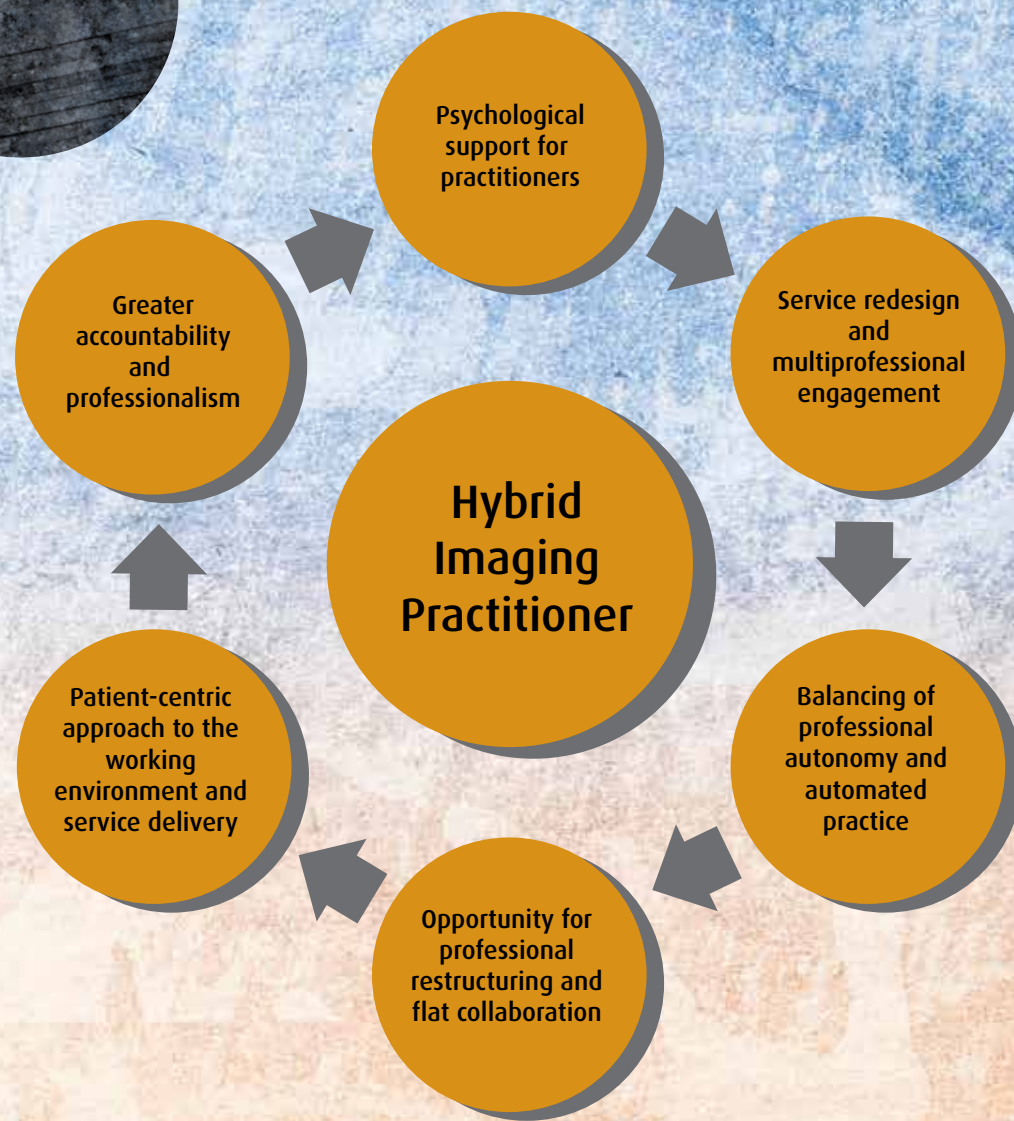 Psychological
support for
practitioners
Service redesign
and
multiprofessional
engagement
Balancing of
professional
autonomy and
automated
practice
Opportunity for
professional
restructuring and
flat collaboration
Patient-centric
approach to the
working
environment and
service delivery
Greater
accountability
and
professionalism
Hybrid
Imaging
Practitioner